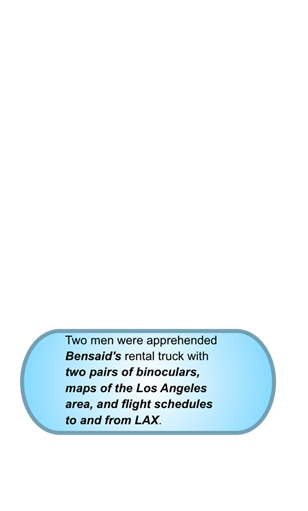 Two men were apprehended
Bensaid's rental truck with
two pairs of binoculars,
maps of the Los Angeles
area, and flight schedules
to and from LAX.